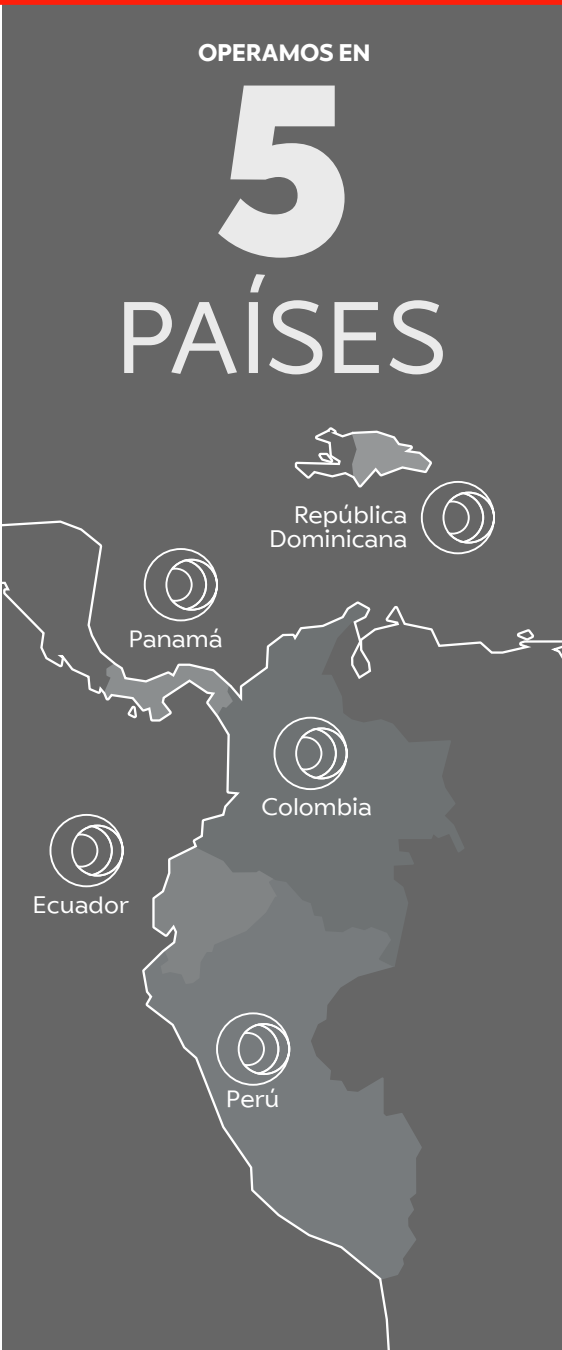 OPERAMOS EN
5
PAÍSES
República
Dominicana
Panamá
Colombia
Ecuador
Perú